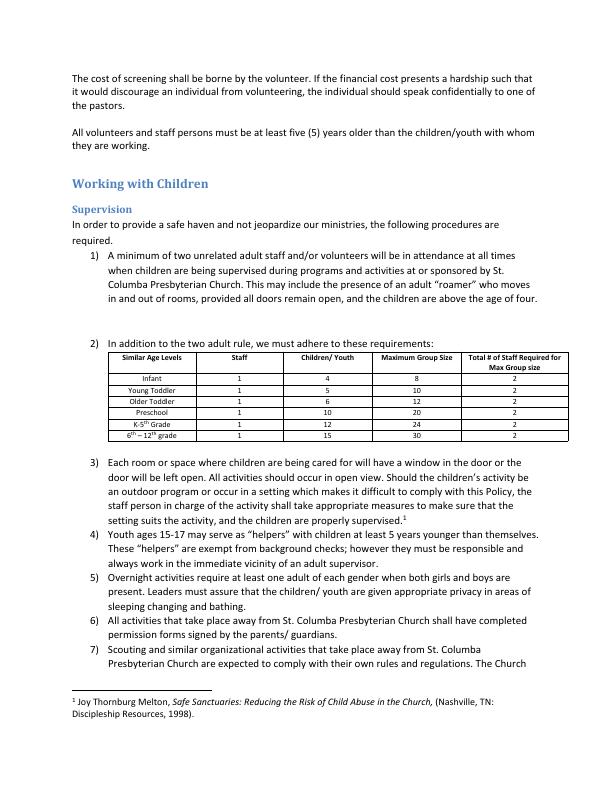 The cost of screening shall be borne by the volunteer. If the financial cost presents a hardship such that
it would discourage an individual from volunteering, the individual should speak confidentially to one of
the pastors.
All volunteers and staff persons must be at least five (5) years older than the children/youth with whom
they are working.
Working with Children
Supervision
In order to provide a safe haven and not jeopardize our ministries, the following procedures are
required.
1) A minimum of two unrelated adult staff and/or volunteers will be in attendance at all times
when children are being supervised during programs and activities at or sponsored by St.
Columba Presbyterian Church. This may include the presence of an adult “roamer” who moves
in and out of rooms, provided all doors remain open, and the children are above the age of four.
2) In addition to the two adult rule, we must adhere to these requirements:
Similar Age Levels Staff Children/ Youth Maximum Group Size Total # of Staff Required for
Max Group size
Infant 1 4 8 2
Young Toddler 1 5 10 2
Older Toddler 1 6 12 2
Preschool 1 10 20 2
K-5th Grade 1 12 24 2
6th – 12th grade 1 15 30 2
3) Each room or space where children are being cared for will have a window in the door or the
door will be left open. All activities should occur in open view. Should the children’s activity be
an outdoor program or occur in a setting which makes it difficult to comply with this Policy, the
staff person in charge of the activity shall take appropriate measures to make sure that the
setting suits the activity, and the children are properly supervised.1
4) Youth ages 15-17 may serve as “helpers” with children at least 5 years younger than themselves.
These “helpers” are exempt from background checks; however they must be responsible and
always work in the immediate vicinity of an adult supervisor.
5) Overnight activities require at least one adult of each gender when both girls and boys are
present. Leaders must assure that the children/ youth are given appropriate privacy in areas of
sleeping changing and bathing.
6) All activities that take place away from St. Columba Presbyterian Church shall have completed
permission forms signed by the parents/ guardians.
7) Scouting and similar organizational activities that take place away from St. Columba
Presbyterian Church are expected to comply with their own rules and regulations. The Church
1 Joy Thornburg Melton, Safe Sanctuaries: Reducing the Risk of Child Abuse in the Church, (Nashville, TN:
Discipleship Resources, 1998).